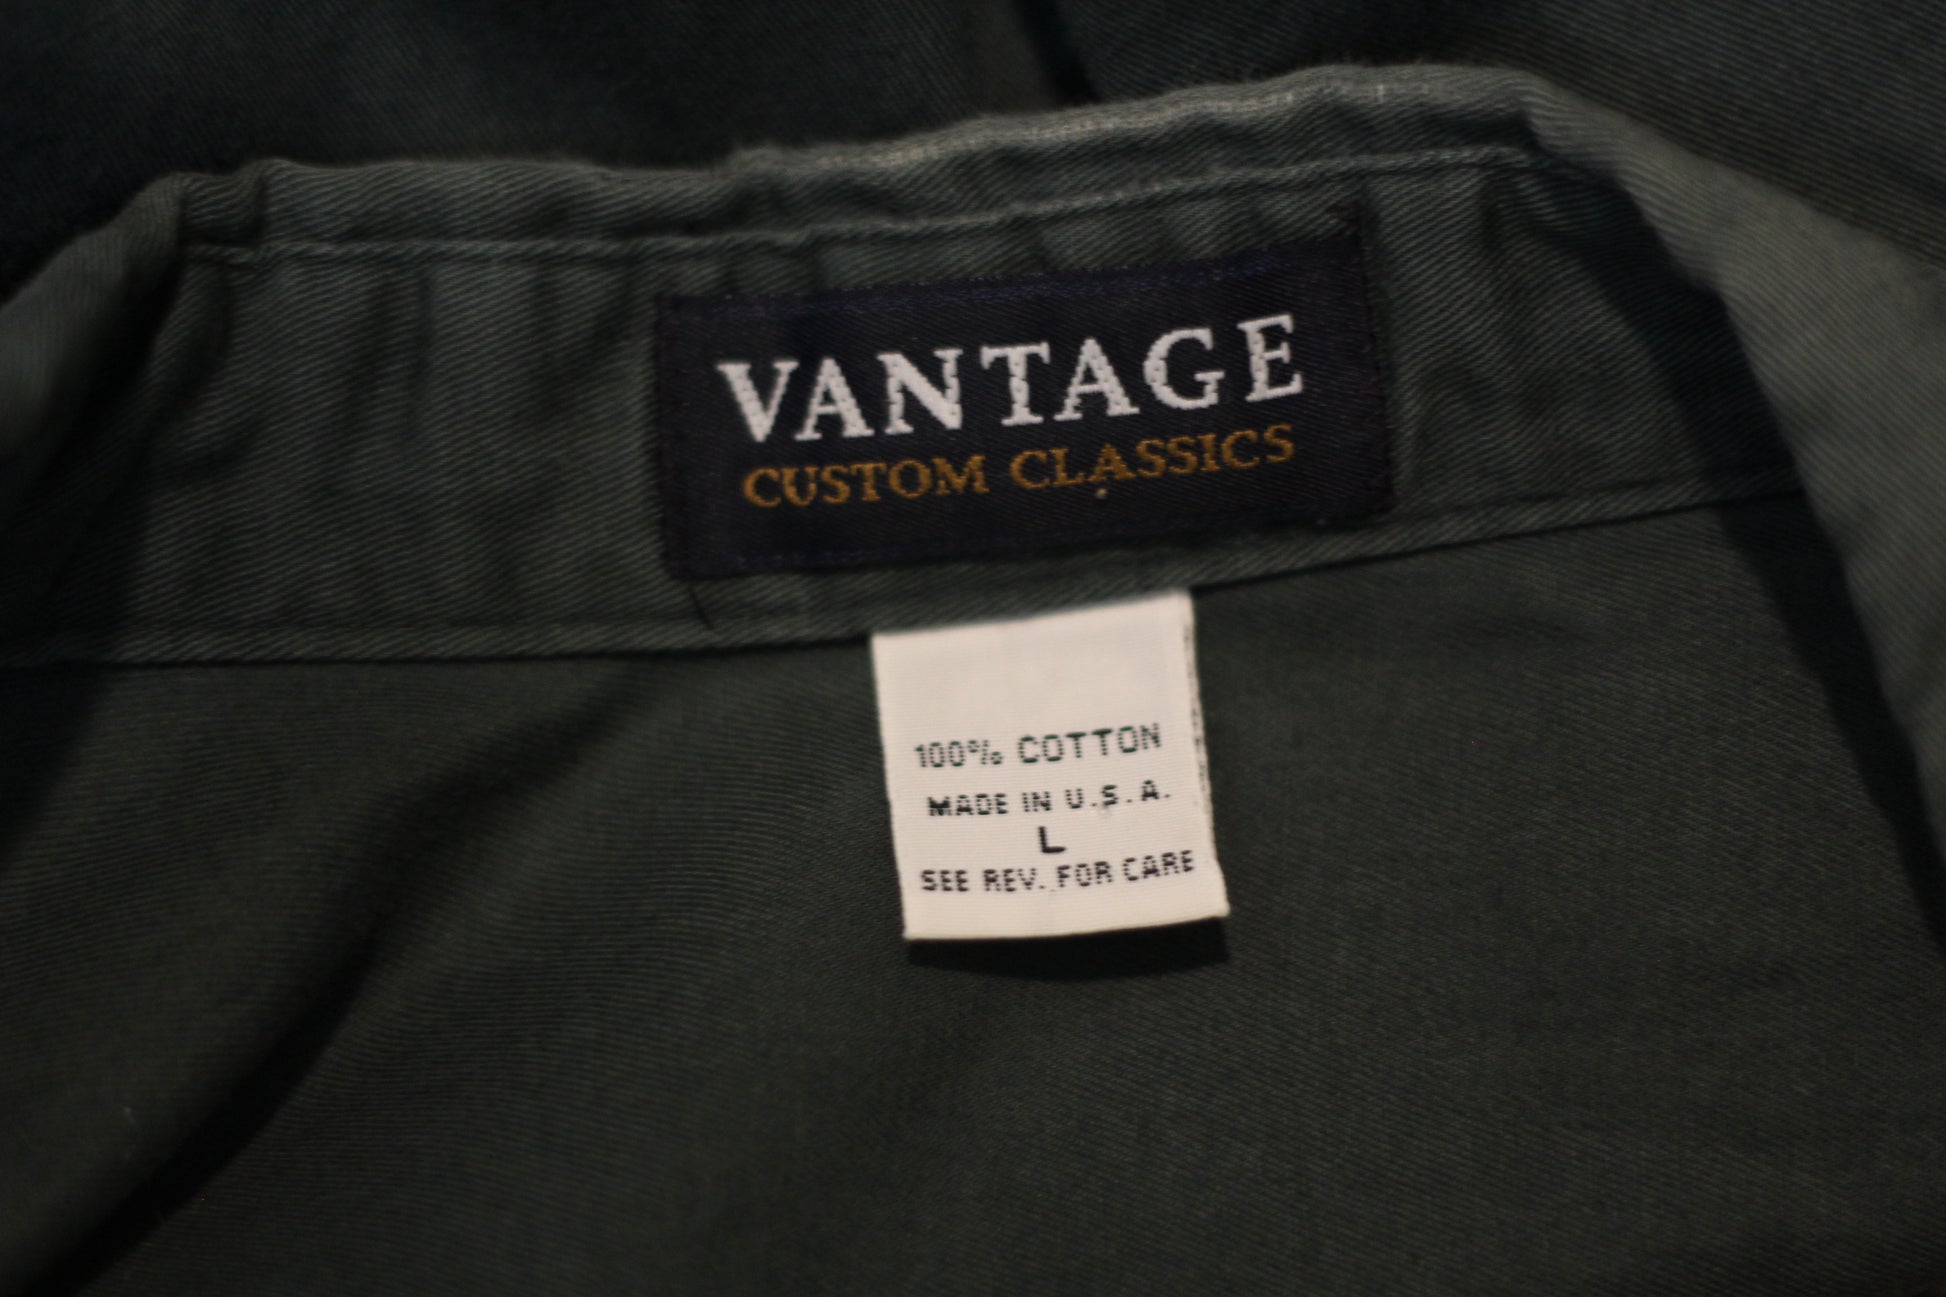 VANTAGE
CUSTOM CLASSICS
100% COTTON
MADE IN U.S.A.
L
SEE REV. FOR CARE